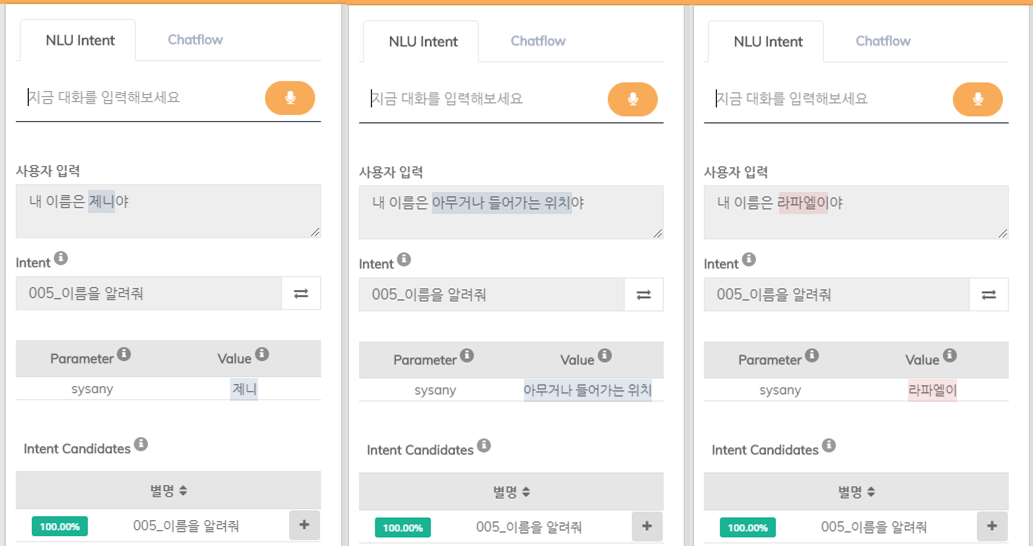 NLU Intent
Chatflow
지금 대화를 입력해보세요
사용자 입력
내 이름은 제니야
Intent
005_이름을 알려줘
Parameter
Value
sysany
제니
Intent Candidates
별명
100.00%
005_이름을 알려줘
+
NLU Intent
Chatflow
지금 대화를 입력해보세요
사용자 입력
내 이름은 아무거나 들어가는 위치야
Intent
005_이름을 알려줘
Parameter
Value
sysany
아무거나 들어가는 위치
Intent Candidates
별명
100.00%
005_이름을 알려줘
+
NLU Intent
Chatflow
지금 대화를 입력해보세요
사용자 입력
내 이름은 라파엘이야
Intent
005_이름을 알려줘
Parameter
Value
sysany
라파엘이
Intent Candidates
별명
100.00%
005_이름을 알려줘
+